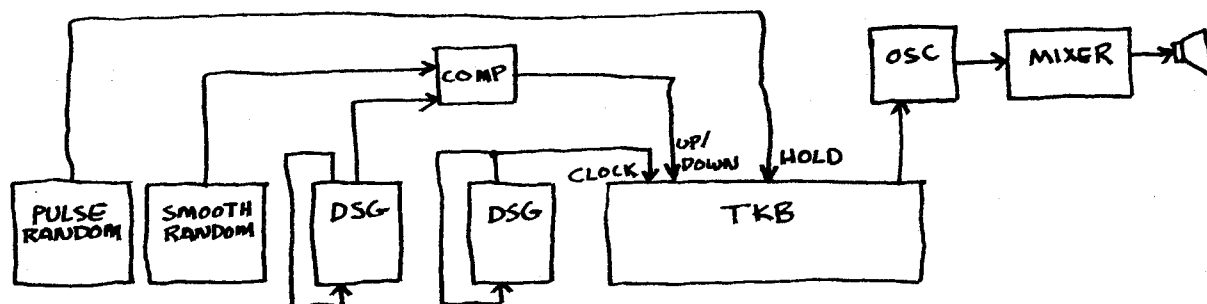 OSC
MIXER
COMP
UP/
DOWN
HOLD
CLOCK
PULSE
RANDOM
SMOOTH
RANDOM
DSG
DSG
TKB